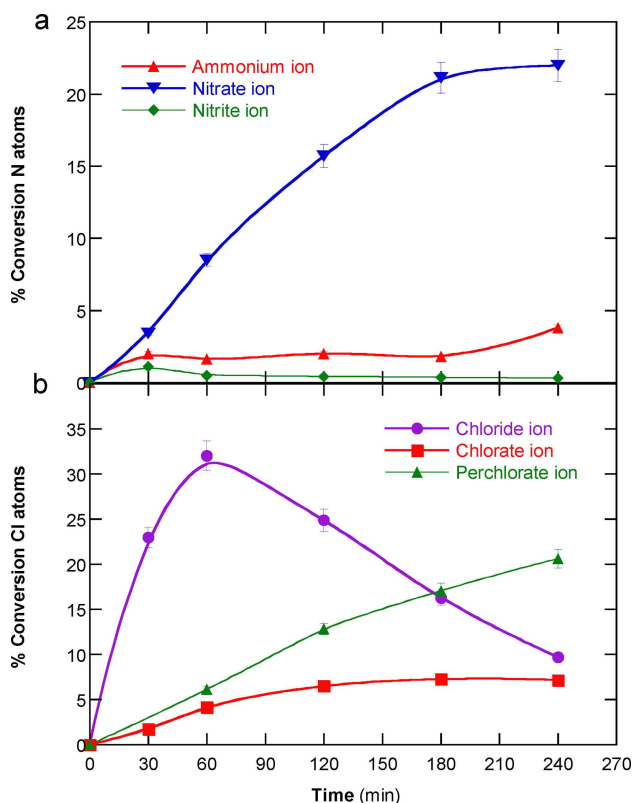 a
Ammonium ion
Nitrate ion
Nitrite ion
% Conversion N atoms
25
20
15
10
5
0
b
Chloride ion
Chlorate ion
Perchlorate ion
% Conversion Cl atoms
35
30
25
20
15
10
5
0
0 30 60 90 120 150 180 210 240 270
Time (min)